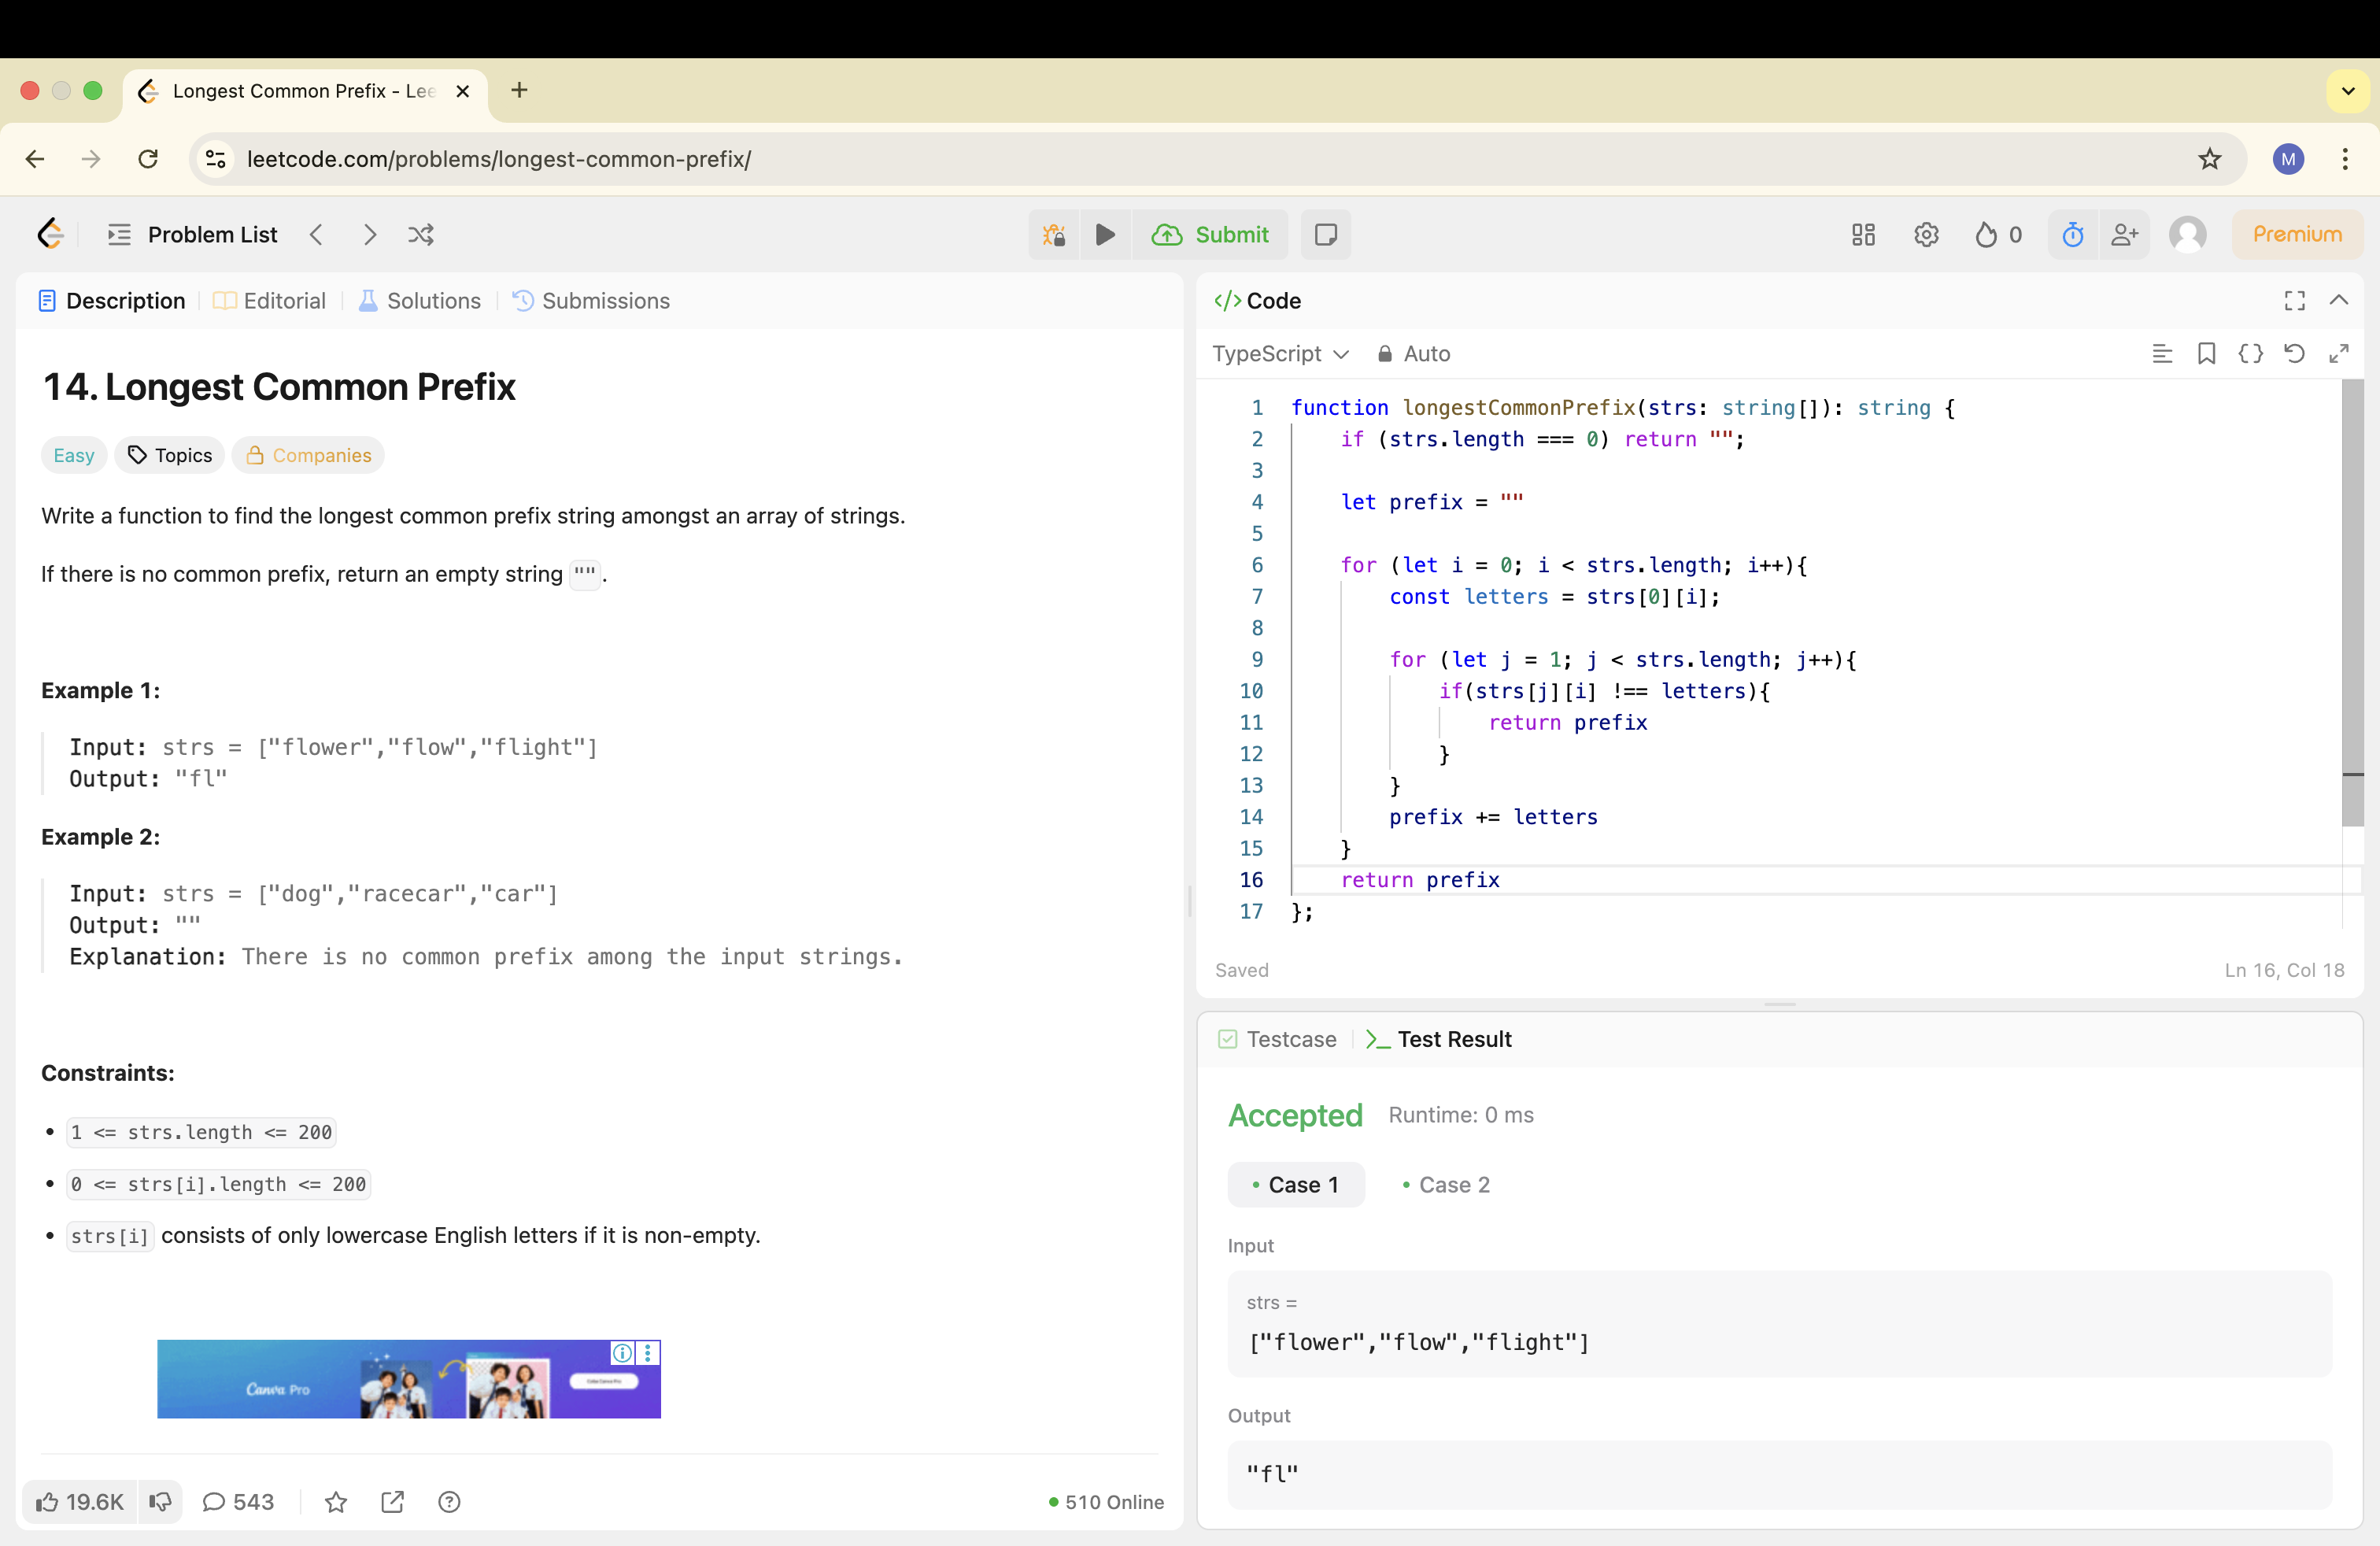 Longest Common Prefix - Lee
leetcode.com/problems/longest-common-prefix/
M
Problem List
Submit
0
Premium
Description
Editorial
Solutions
Submissions
14. Longest Common Prefix
Easy
Topics
Companies
Write a function to find the longest common prefix string amongst an array of strings.
If there is no common prefix, return an empty string "".
Example 1:
Input: strs = ["flower","flow","flight"]
Output: "fl"
Example 2:
Input: strs = ["dog","racecar","car"]
Output: ""
Explanation: There is no common prefix among the input strings.
Constraints:
• 1 <= strs.length <= 200
• 0 <= strs[i].length <= 200
• strs[i] consists of only lowercase English letters if it is non-empty.
Canva Pro
19.6K
543
510 Online
</> Code
TypeScript
Auto
1 function longestCommonPrefix(strs: string[]): string {
2     if (strs.length === 0) return "";
3
4     let prefix = ""
5
6     for (let i = 0; i < strs.length; i++){
7         const letters = strs[0][i];
8
9         for (let j = 1; j < strs.length; j++){
10             if(strs[j][i] !== letters){
11                 return prefix
12             }
13         }
14         prefix += letters
15     }
16     return prefix
17 };
Saved
Ln 16, Col 18
Testcase
Test Result
Accepted
Runtime: 0 ms
• Case 1
• Case 2
Input
strs =
["flower","flow","flight"]
Output
"fl"